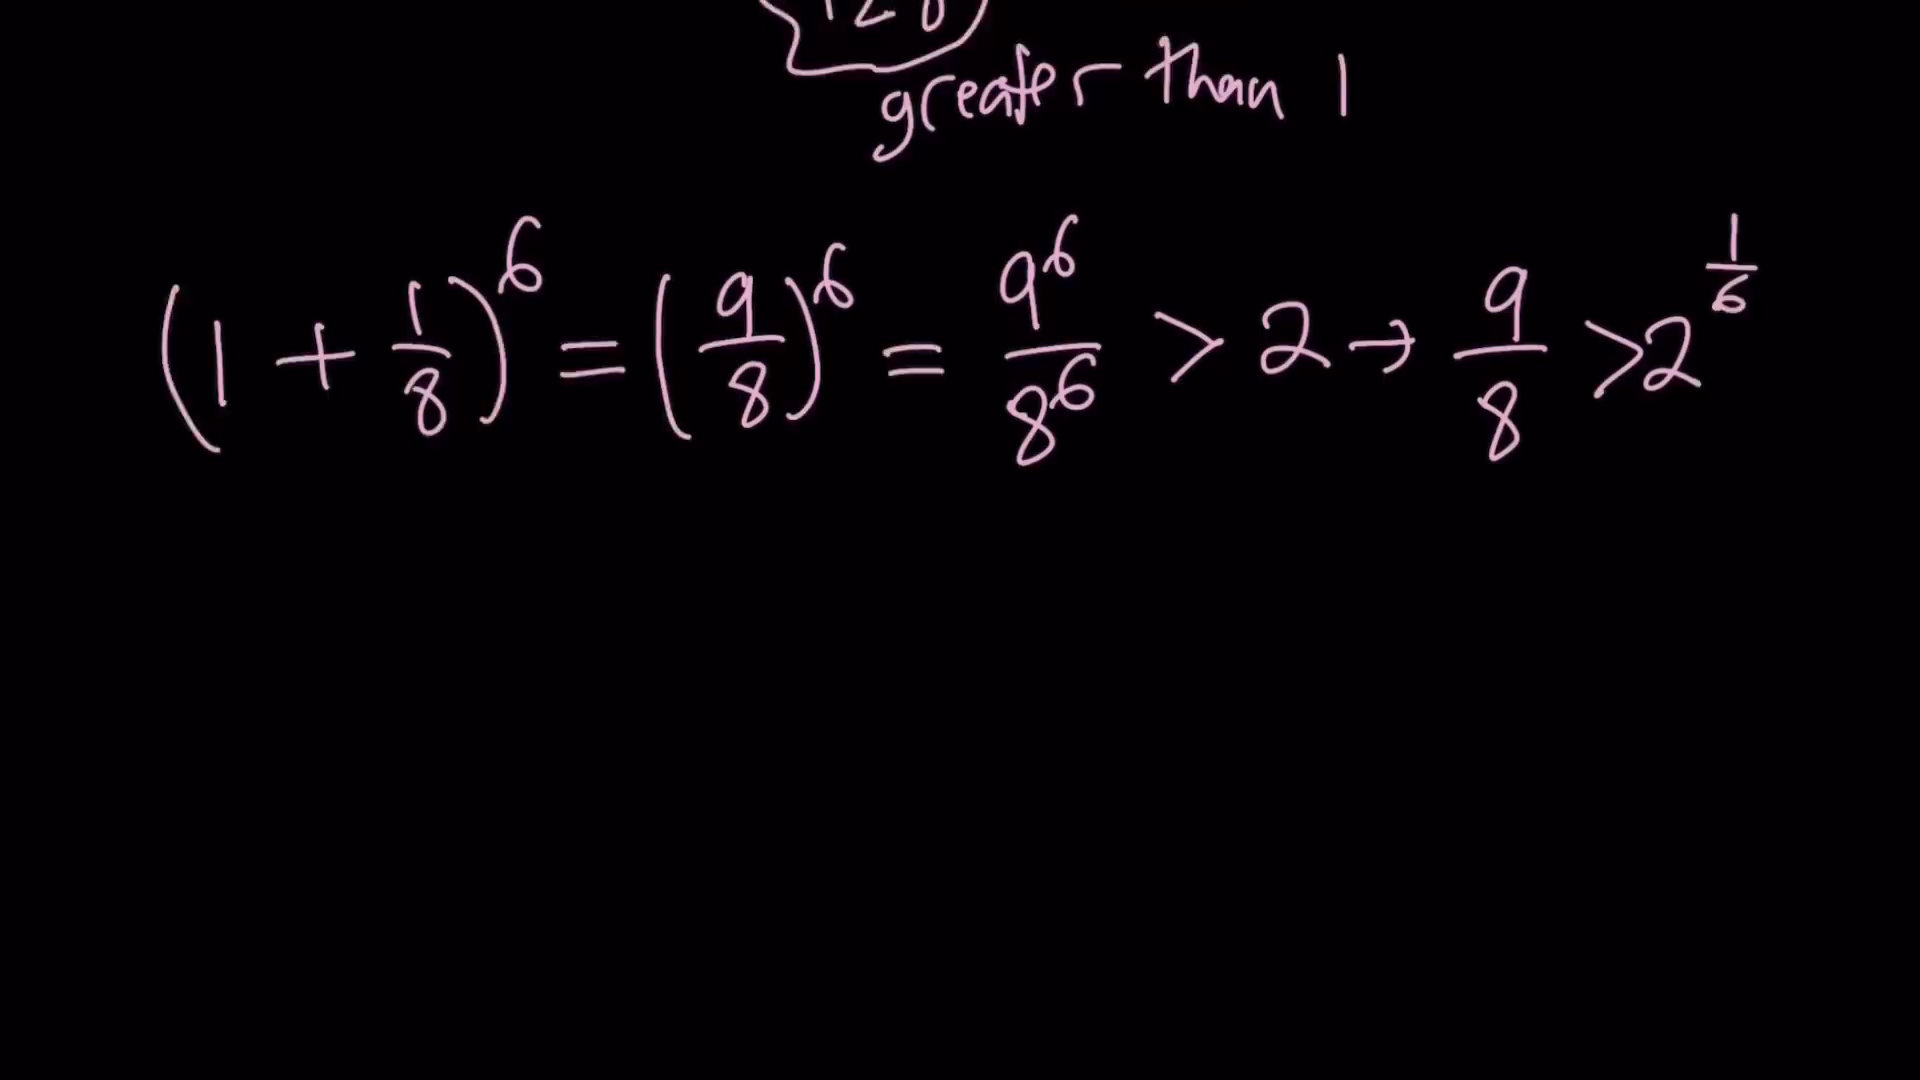 greater than 1
(1 + 1/8)^6 = (9/8)^6 = 9^6/8^6 > 2 → 9/8 > 2^(1/6)